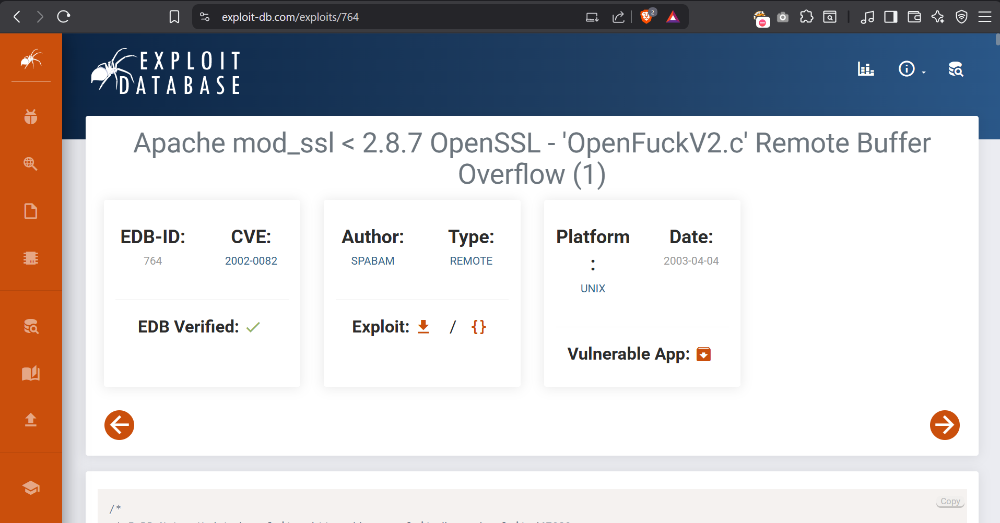 exploit-db.com/exploits/764
2
EXPLOIT
DATABASE
Apache mod_ssl < 2.8.7 OpenSSL - 'OpenFuckV2.c' Remote Buffer
Overflow (1)
EDB-ID:
764
CVE:
2002-0082
EDB Verified:
Author:
SPABAM
Type:
REMOTE
Exploit: / {}
Platform
:
UNIX
Date:
2003-04-04
Vulnerable App:
Copy
/*